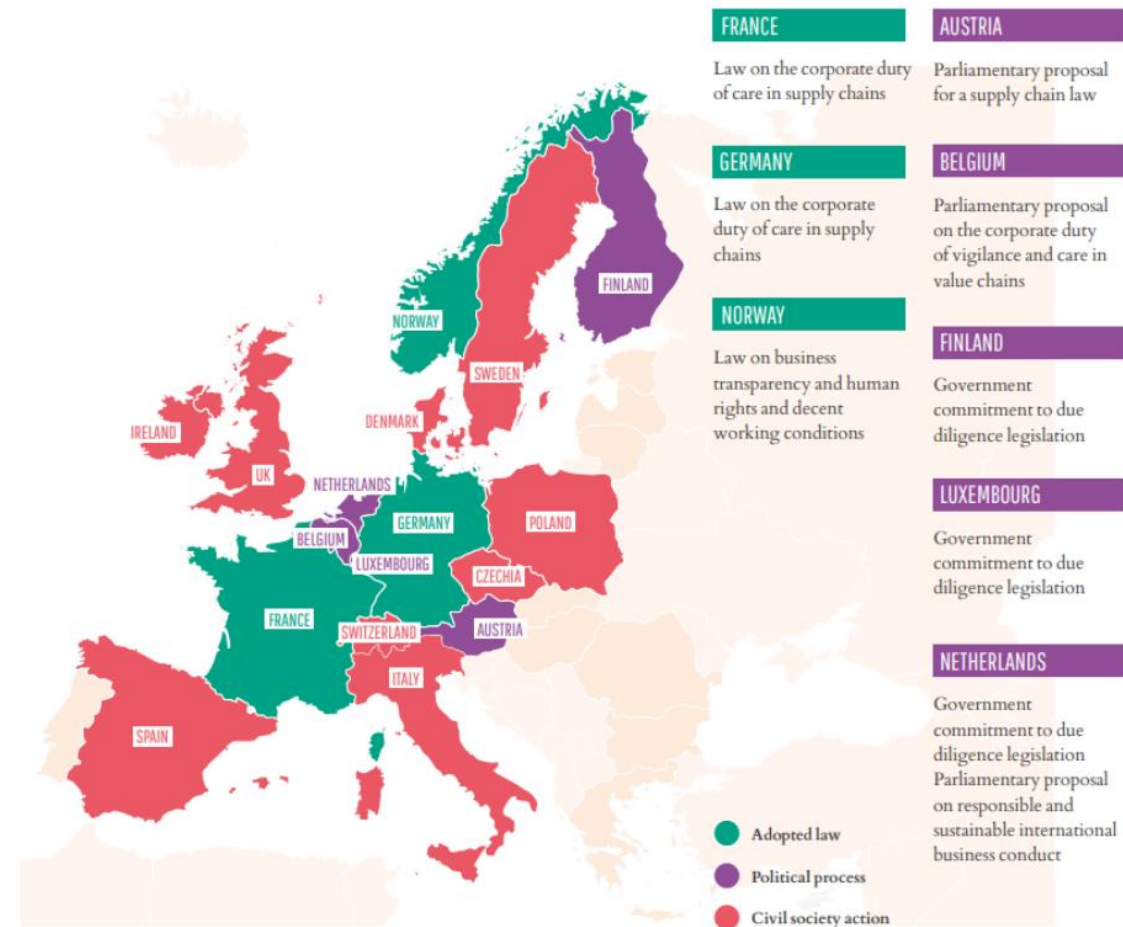 FRANCE
Law on the corporate duty
of care in supply chains
GERMANY
Law on the corporate
duty of care in supply
chains
NORWAY
Law on business
transparency and human
rights and decent
working conditions
AUSTRIA
Parliamentary proposal
for a supply chain law
BELGIUM
Parliamentary proposal
on the corporate duty
of vigilance and care in
value chains
FINLAND
Government
commitment to due
diligence legislation
LUXEMBOURG
Government
commitment to due
diligence legislation
NETHERLANDS
Government
commitment to due
diligence legislation
Parliamentary proposal
on responsible and
sustainable international
business conduct
FINLAND
NORWAY
SWEDEN
DENMARK
IRELAND
UK
NETHERLANDS
GERMANY
POLAND
BELGIUM
LUXEMBOURG
CZECHIA
FRANCE
SWITZERLAND
AUSTRIA
ITALY
SPAIN
Adopted law
Political process
Civil society action